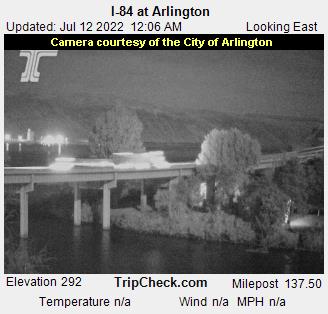 I-84 at Arlington
Updated: Jul 12 2022 12:06 AM Looking East
Camera courtesy of the City of Arlington
Elevation 292 TripCheck.com Milepost 137.50
Temperature n/a Wind n/a MPH n/a